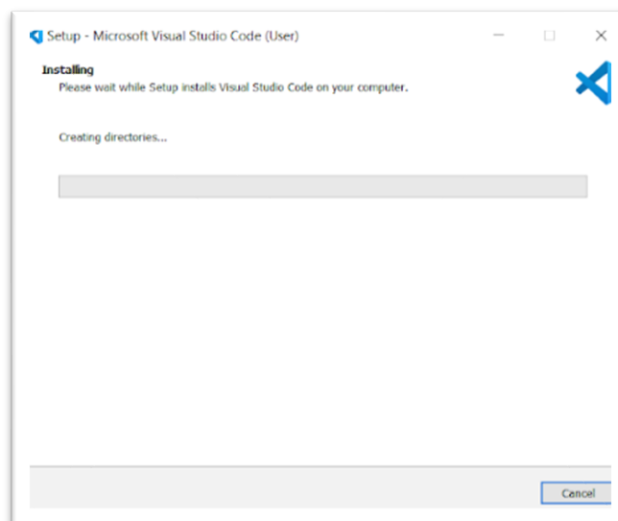 Setup - Microsoft Visual Studio Code (User)
Installing
Please wait while Setup installs Visual Studio Code on your computer.
Creating directories...
Cancel